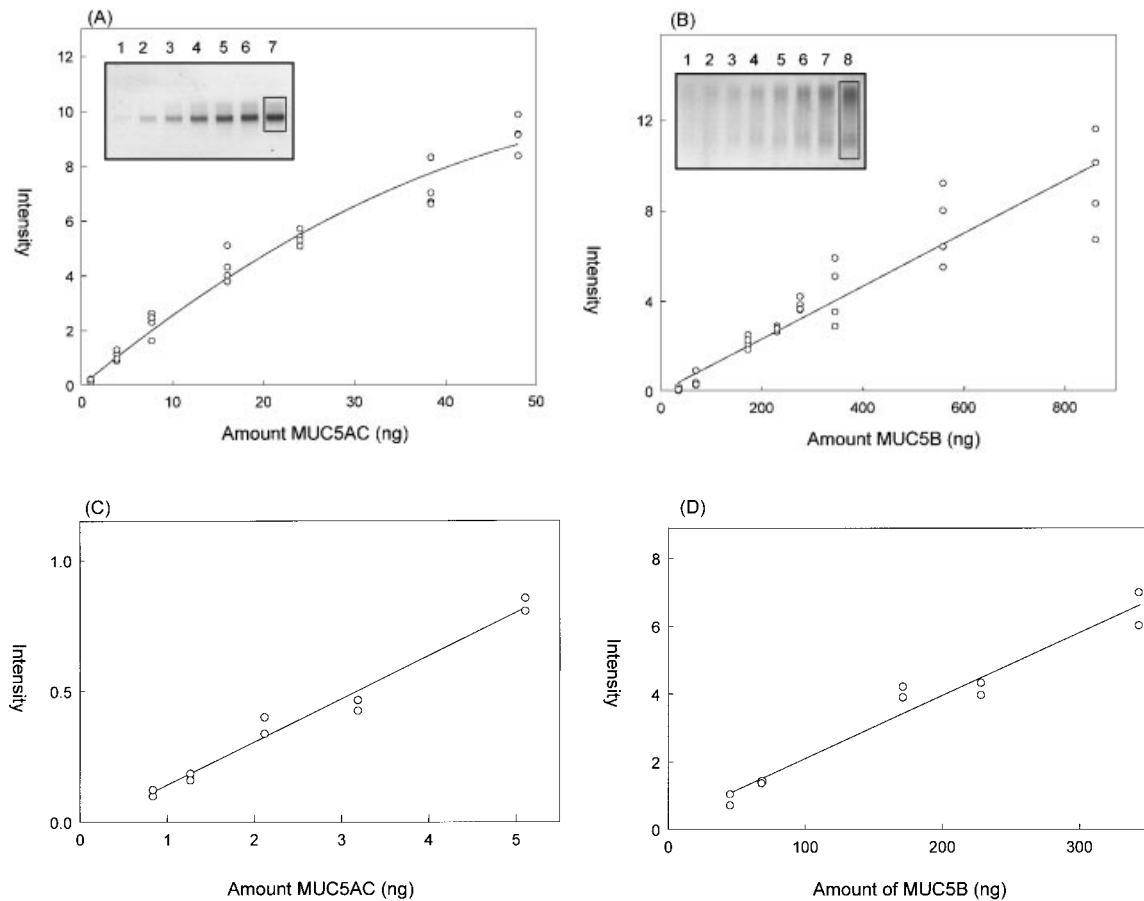 (A)
12
10
8
6
4
2
0
Intensity
1 2 3 4 5 6 7
0 10 20 30 40 50
Amount MUC5AC (ng)
(B)
12
8
4
0
Intensity
1 2 3 4 5 6 7 8
0 200 400 600 800
Amount MUC5B (ng)
(C)
1.0
0.5
0.0
Intensity
0 1 2 3 4 5
Amount MUC5AC (ng)
(D)
8
6
4
2
0
Intensity
0 100 200 300
Amount of MUC5B (ng)